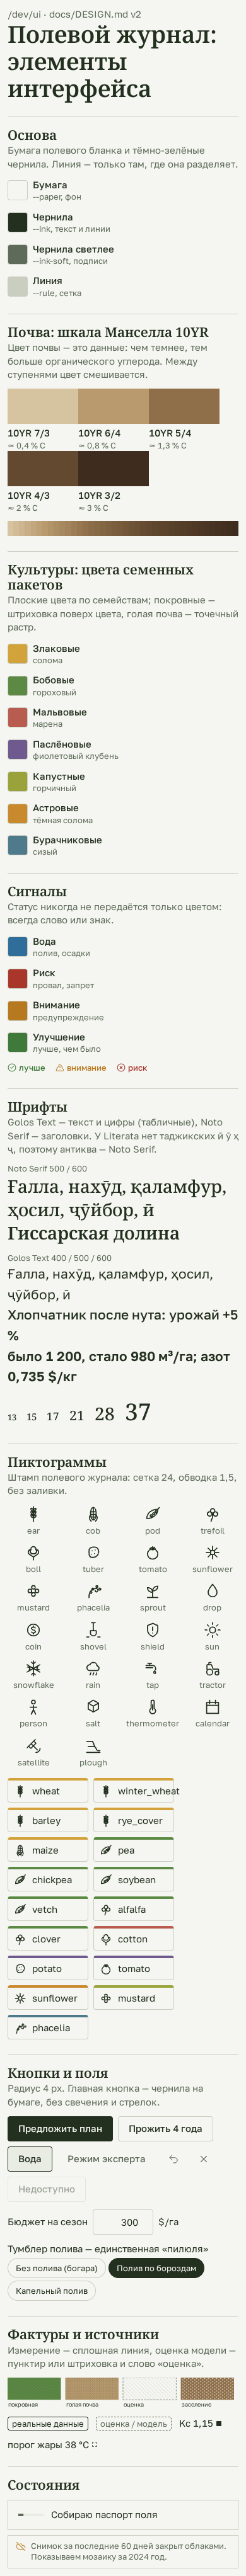 /dev/ui · docs/DESIGN.md v2
Полевой журнал:
элементы
интерфейса
Основа
Бумага полевого бланка и тёмно-зелёные
чернила. Линия — только там, где она разделяет.
Бумага
--paper, фон
Чернила
--ink, текст и линии
Чернила светлее
--ink-soft, подписи
Линия
--rule, сетка
Почва: шкала Манселла 10YR
Цвет почвы — это данные: чем темнее, тем
больше органического углерода. Между
ступенями цвет смешивается.
10YR 7/3
≈ 0,4 % C
10YR 6/4
≈ 0,8 % C
10YR 5/4
≈ 1,3 % C
10YR 4/3
≈ 2 % C
10YR 3/2
≈ 3 % C
Культуры: цвета семенных
пакетов
Плоские цвета по семействам; покровные —
штриховка поверх цвета, голая почва — точечный
растр.
Злаковые
солома
Бобовые
гороховый
Мальвовые
марена
Паслёновые
фиолетовый клубень
Капустные
горчичный
Астровые
тёмная солома
Бурачниковые
сизый
Сигналы
Статус никогда не передаётся только цветом:
всегда слово или знак.
Вода
полив, осадки
Риск
провал, запрет
Внимание
предупреждение
Улучшение
лучше, чем было
лучше внимание риск
Шрифты
Golos Text — текст и цифры (табличные), Noto
Serif — заголовки. У Literata нет таджикских ӣ ӯ ҳ
ҷ, поэтому антиква — Noto Serif.
Noto Serif 500 / 600
Ғалла, нахӯд, қаламфур,
ҳосил, ҷӯйбор, ӣ
Гиссарская долина
Golos Text 400 / 500 / 600
Ғалла, нахӯд, қаламфур, ҳосил,
ҷӯйбор, ӣ
Хлопчатник после нута: урожай +5
%
было 1 200, стало 980 м³/га; азот
0,735 $/кг
13 15 17 21 28 37
Пиктограммы
Штамп полевого журнала: сетка 24, обводка 1,5,
без заливки.
ear cob pod trefoil
boll tuber tomato sunflower
mustard phacelia sprout drop
coin shovel shield sun
snowflake rain tap tractor
person salt thermometer calendar
satellite plough
wheat winter_wheat
barley rye_cover
maize pea
chickpea soybean
vetch alfalfa
clover cotton
potato tomato
sunflower mustard
phacelia
Кнопки и поля
Радиус 4 px. Главная кнопка — чернила на
бумаге, без свечения и стрелок.
Предложить план Прожить 4 года
Вода Режим эксперта
Недоступно
Бюджет на сезон 300 $/га
Тумблер полива — единственная «пилюля»
Без полива (богара) Полив по бороздам
Капельный полив
Фактуры и источники
Измерение — сплошная линия, оценка модели —
пунктир или штриховка и слово «оценка».
покровная голая почва оценка засоление
реальные данные оценка / модель Kc 1,15
порог жары 38 °C
Состояния
Собираю паспорт поля
Снимок за последние 60 дней закрыт облаками.
Показываем мозаику за 2024 год.